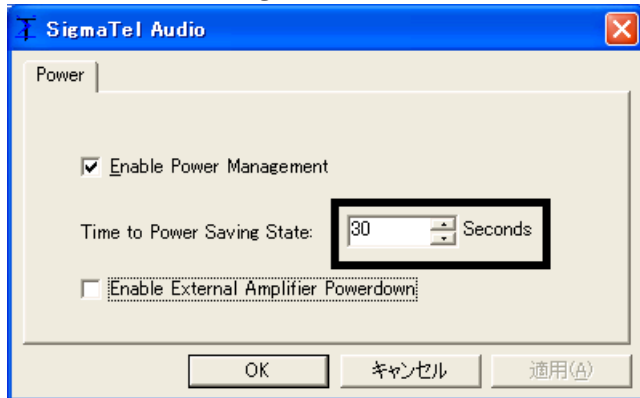 SigmaTel Audio
Power
Enable Power Management
Time to Power Saving State: 30 Seconds
Enable External Amplifier Powerdown
OK キャンセル 適用(A)